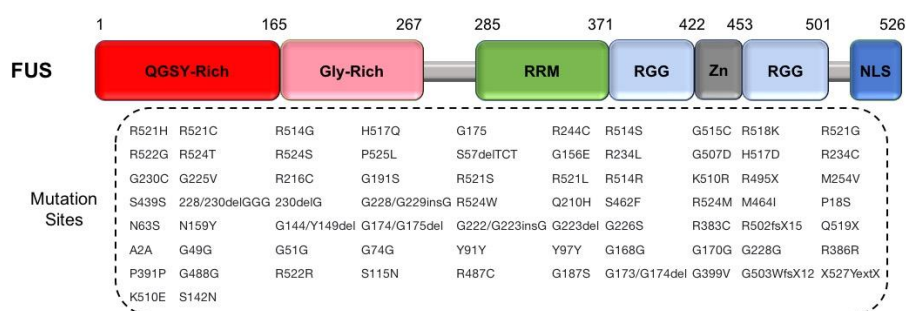 1 165 267 285 371 422 453 501 526
FUS QGSY-Rich Gly-Rich RRM RGG Zn RGG NLS
Mutation Sites
R521H R521C R514G H517Q G175 R244C R514S G515C R518K R521G
R522G R524T R524S P525L S57delTCT G156E R234L G507D H517D R234C
G230C G225V R216C G191S R521S R521L R514R K510R R495X M254V
S439S 228/230delGGG 230delG G228/G229insG R524W Q210H S462F R524M M464I P18S
N63S N159Y G144/Y149del G174/G175del G222/G223insG G223del G226S R383C R502fsX15 Q519X
A2A G49G G51G G74G Y91Y Y97Y G168G G170G G228G R386R
P391P G488G R522R S115N R487C G187S G173/G174del G399V G503WfsX12 X527YextX
K510E S142N